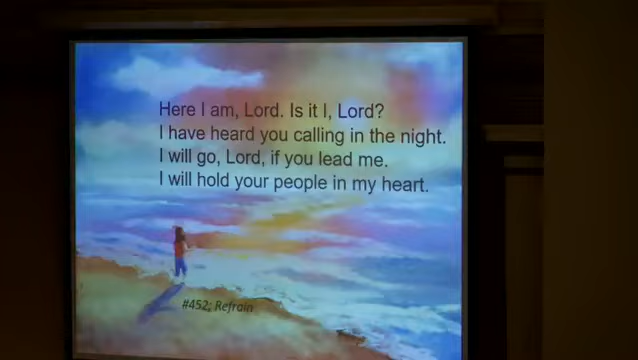 Here I am, Lord. Is it I, Lord?
I have heard you calling in the night.
I will go, Lord, if you lead me.
I will hold your people in my heart.
#452; Refrain